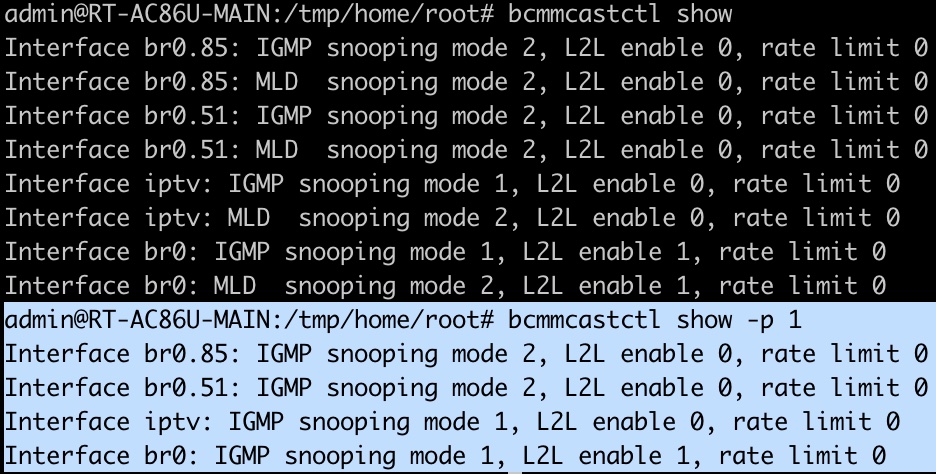 admin@RT-AC86U-MAIN:/tmp/home/root# bcmmcastctl show
Interface br0.85: IGMP snooping mode 2, L2L enable 0, rate limit 0
Interface br0.85: MLD  snooping mode 2, L2L enable 0, rate limit 0
Interface br0.51: IGMP snooping mode 2, L2L enable 0, rate limit 0
Interface br0.51: MLD  snooping mode 2, L2L enable 0, rate limit 0
Interface iptv: IGMP snooping mode 1, L2L enable 0, rate limit 0
Interface iptv: MLD  snooping mode 2, L2L enable 0, rate limit 0
Interface br0: IGMP snooping mode 1, L2L enable 1, rate limit 0
Interface br0: MLD  snooping mode 2, L2L enable 1, rate limit 0
admin@RT-AC86U-MAIN:/tmp/home/root# bcmmcastctl show -p 1
Interface br0.85: IGMP snooping mode 2, L2L enable 0, rate limit 0
Interface br0.51: IGMP snooping mode 2, L2L enable 0, rate limit 0
Interface iptv: IGMP snooping mode 1, L2L enable 0, rate limit 0
Interface br0: IGMP snooping mode 1, L2L enable 1, rate limit 0